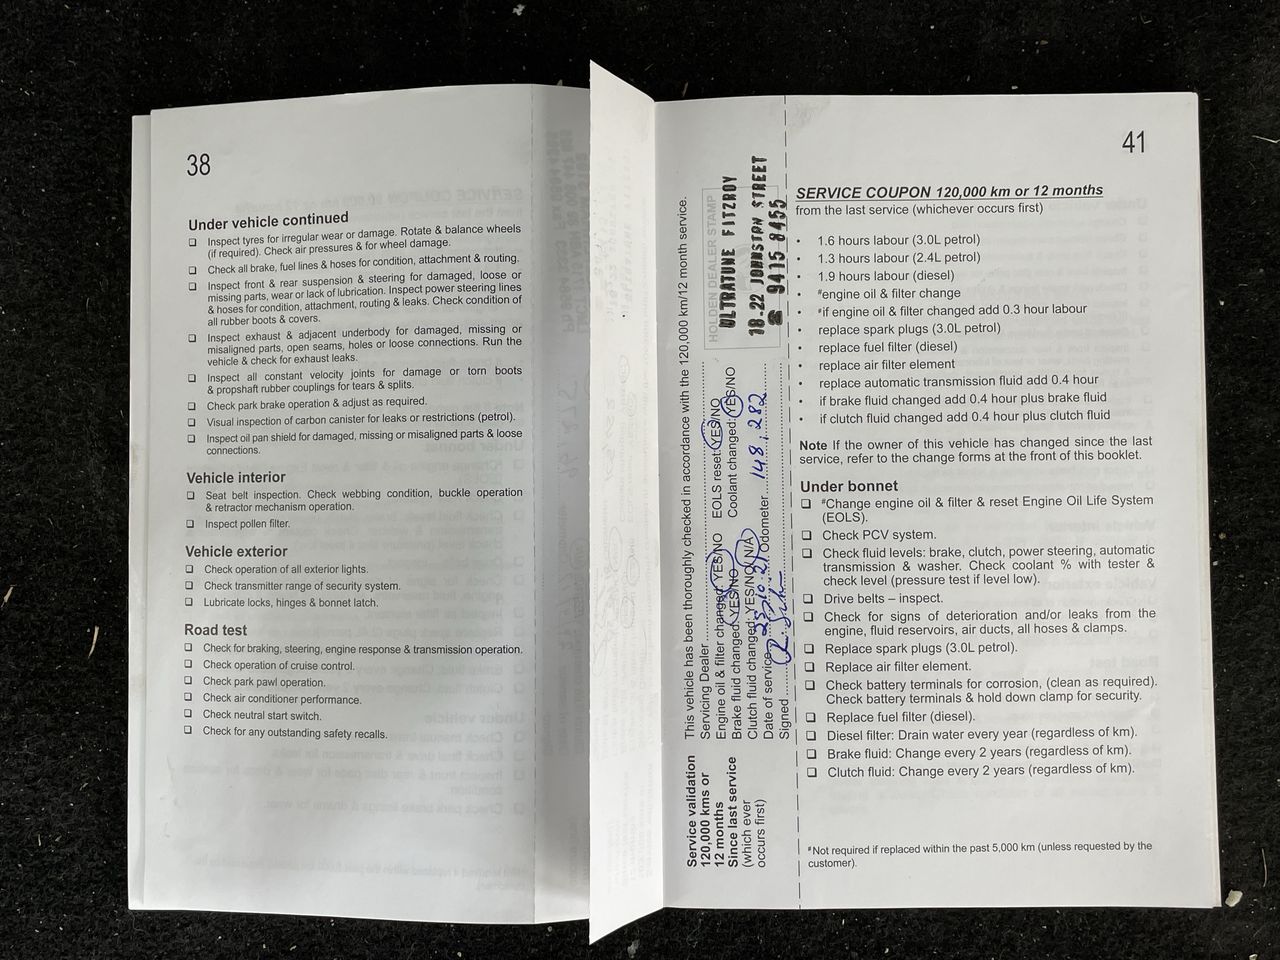 38
Under vehicle continued
❏ Inspect tyres for irregular wear or damage. Rotate & balance wheels
(if required). Check air pressures & for wheel damage.
❏ Check all brake, fuel lines & hoses for condition, attachment & routing.
❏ Inspect front & rear suspension & steering for damaged, loose or
missing parts, wear or lack of lubrication. Inspect power steering lines
& hoses for condition, attachment, routing & leaks. Check condition of
all rubber boots & covers.
❏ Inspect exhaust & adjacent underbody for damaged, missing or
misaligned parts, open seams, holes or loose connections. Run the
vehicle & check for exhaust leaks.
❏ Inspect all constant velocity joints for damage or torn boots
& propshaft rubber couplings for tears & splits.
❏ Check park brake operation & adjust as required.
❏ Visual inspection of carbon canister for leaks or restrictions (petrol).
❏ Inspect oil pan shield for damaged, missing or misaligned parts & loose
connections.
Vehicle interior
❏ Seat belt inspection. Check webbing condition, buckle operation
& retractor mechanism operation.
❏ Inspect pollen filter.
Vehicle exterior
❏ Check operation of all exterior lights.
❏ Check transmitter range of security system.
❏ Lubricate locks, hinges & bonnet latch.
Road test
❏ Check for braking, steering, engine response & transmission operation.
❏ Check operation of cruise control.
❏ Check park pawl operation.
❏ Check air conditioner performance.
❏ Check neutral start switch.
❏ Check for any outstanding safety recalls.
Service validation
120,000 kms or
12 months
Since last service
(which ever
occurs first)
This vehicle has been thoroughly checked in accordance with the 120,000 km/12 month service.
Servicing Dealer
Engine oil & filter changed: YES/NO EOLS reset: YES/NO
Brake fluid changed: YES/NO Coolant changed: YES/NO
Clutch fluid changed: YES/NO/N/A
Date of service 25.10.21 Odometer 148,282
Signed
HOLDEN DEALER STAMP
ULTRATUNE FITZROY
18-22 JOHNSTON STREET
☎ 9415 8455
41
SERVICE COUPON 120,000 km or 12 months
from the last service (whichever occurs first)
• 1.6 hours labour (3.0L petrol)
• 1.3 hours labour (2.4L petrol)
• 1.9 hours labour (diesel)
• #engine oil & filter change
• #if engine oil & filter changed add 0.3 hour labour
• replace spark plugs (3.0L petrol)
• replace fuel filter (diesel)
• replace air filter element
• replace automatic transmission fluid add 0.4 hour
• if brake fluid changed add 0.4 hour plus brake fluid
• if clutch fluid changed add 0.4 hour plus clutch fluid
Note If the owner of this vehicle has changed since the last
service, refer to the change forms at the front of this booklet.
Under bonnet
❏ #Change engine oil & filter & reset Engine Oil Life System
(EOLS).
❏ Check PCV system.
❏ Check fluid levels: brake, clutch, power steering, automatic
transmission & washer. Check coolant % with tester &
check level (pressure test if level low).
❏ Drive belts – inspect.
❏ Check for signs of deterioration and/or leaks from the
engine, fluid reservoirs, air ducts, all hoses & clamps.
❏ Replace spark plugs (3.0L petrol).
❏ Replace air filter element.
❏ Check battery terminals for corrosion, (clean as required).
Check battery terminals & hold down clamp for security.
❏ Replace fuel filter (diesel).
❏ Diesel filter: Drain water every year (regardless of km).
❏ Brake fluid: Change every 2 years (regardless of km).
❏ Clutch fluid: Change every 2 years (regardless of km).
#Not required if replaced within the past 5,000 km (unless requested by the
customer).